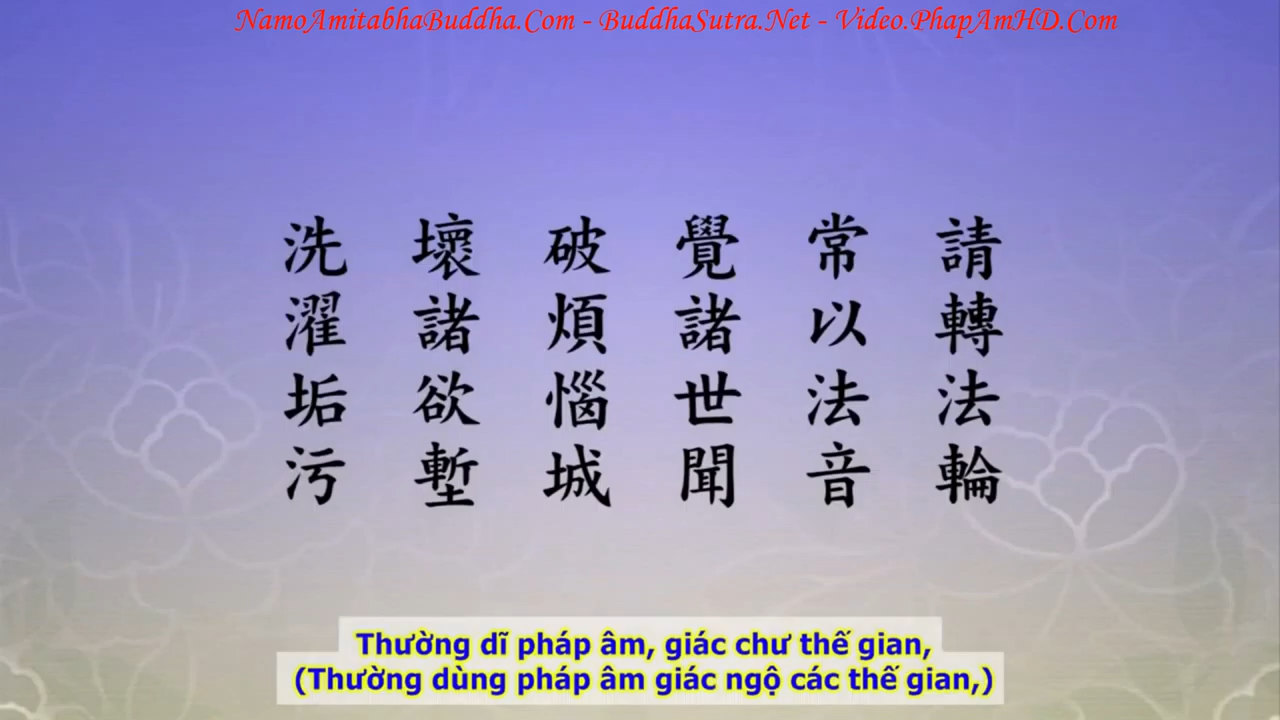 NamoAmitabhaBuddha.Com - BuddhaSutra.Net - Video.PhapAmHD.Com
請轉法輪
常以法音
覺諸世聞
破煩惱城
壞諸欲塹
洗濯垢污
Thường dĩ pháp âm, giác chư thế gian,
(Thường dùng pháp âm giác ngộ các thế gian,)